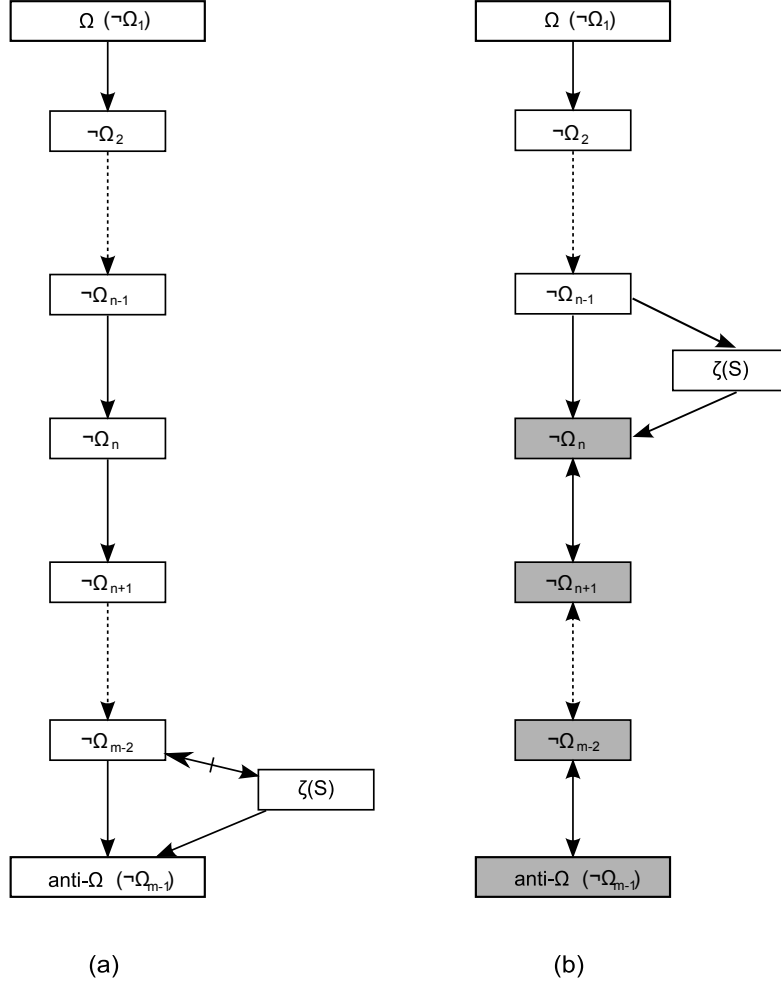 Ω (¬Ω₁)
¬Ω₂
¬Ωₙ₋₁
¬Ωₙ
¬Ωₙ₊₁
¬Ωₘ₋₂
ζ(S)
anti-Ω (¬Ωₘ₋₁)
(a)
Ω (¬Ω₁)
¬Ω₂
¬Ωₙ₋₁
ζ(S)
¬Ωₙ
¬Ωₙ₊₁
¬Ωₘ₋₂
anti-Ω (¬Ωₘ₋₁)
(b)